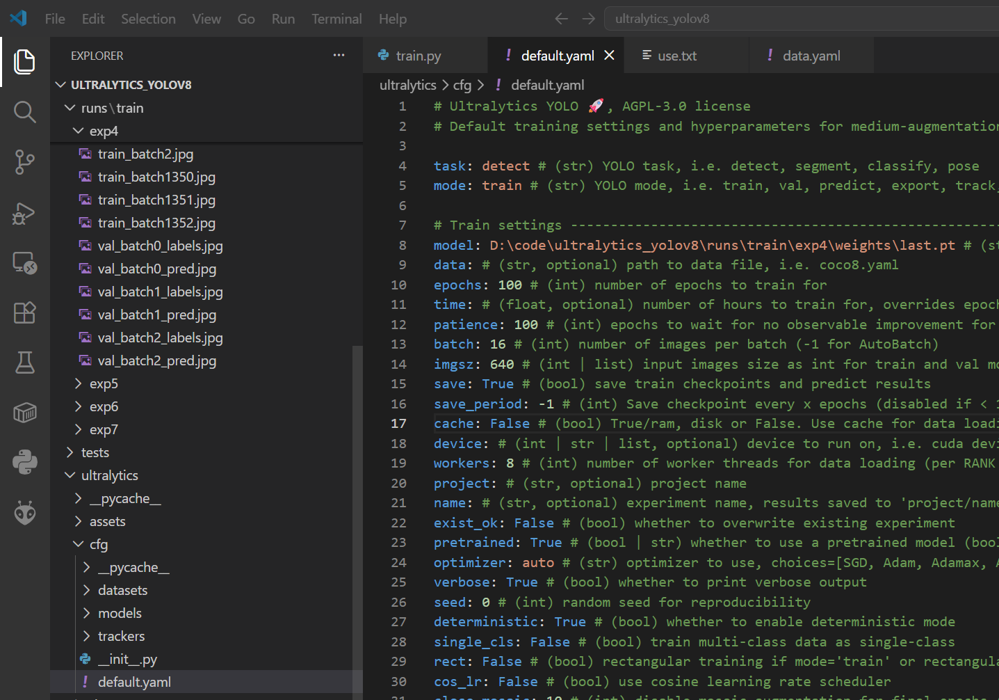 File Edit Selection View Go Run Terminal Help ultralytics_yolov8
EXPLORER
ULTRALYTICS_YOLOV8
runs\train
exp4
train_batch2.jpg
train_batch1350.jpg
train_batch1351.jpg
train_batch1352.jpg
val_batch0_labels.jpg
val_batch0_pred.jpg
val_batch1_labels.jpg
val_batch1_pred.jpg
val_batch2_labels.jpg
val_batch2_pred.jpg
exp5
exp6
exp7
tests
ultralytics
__pycache__
assets
cfg
__pycache__
datasets
models
trackers
__init__.py
! default.yaml
train.py ! default.yaml use.txt ! data.yaml
ultralytics > cfg > ! default.yaml
1 # Ultralytics YOLO 🚀, AGPL-3.0 license
2 # Default training settings and hyperparameters for medium-augmentation
3
4 task: detect # (str) YOLO task, i.e. detect, segment, classify, pose
5 mode: train # (str) YOLO mode, i.e. train, val, predict, export, track,
6
7 # Train settings -------------------------------------------------------
8 model: D:\code\ultralytics_yolov8\runs\train\exp4\weights\last.pt # (st
9 data: # (str, optional) path to data file, i.e. coco8.yaml
10 epochs: 100 # (int) number of epochs to train for
11 time: # (float, optional) number of hours to train for, overrides epoch
12 patience: 100 # (int) epochs to wait for no observable improvement for
13 batch: 16 # (int) number of images per batch (-1 for AutoBatch)
14 imgsz: 640 # (int | list) input images size as int for train and val mo
15 save: True # (bool) save train checkpoints and predict results
16 save_period: -1 # (int) Save checkpoint every x epochs (disabled if < 1
17 cache: False # (bool) True/ram, disk or False. Use cache for data loadi
18 device: # (int | str | list, optional) device to run on, i.e. cuda devi
19 workers: 8 # (int) number of worker threads for data loading (per RANK
20 project: # (str, optional) project name
21 name: # (str, optional) experiment name, results saved to 'project/name
22 exist_ok: False # (bool) whether to overwrite existing experiment
23 pretrained: True # (bool | str) whether to use a pretrained model (bool
24 optimizer: auto # (str) optimizer to use, choices=[SGD, Adam, Adamax, A
25 verbose: True # (bool) whether to print verbose output
26 seed: 0 # (int) random seed for reproducibility
27 deterministic: True # (bool) whether to enable deterministic mode
28 single_cls: False # (bool) train multi-class data as single-class
29 rect: False # (bool) rectangular training if mode='train' or rectangula
30 cos_lr: False # (bool) use cosine learning rate scheduler
31 close_mosaic: 10 # (int) disable mosaic augmentation for final epochs